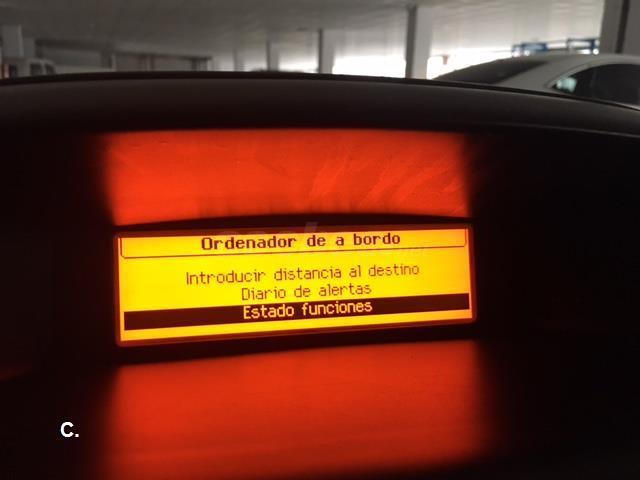 Ordenador de a bordo
Introducir distancia al destino
Diario de alertas
Estado funciones
C.